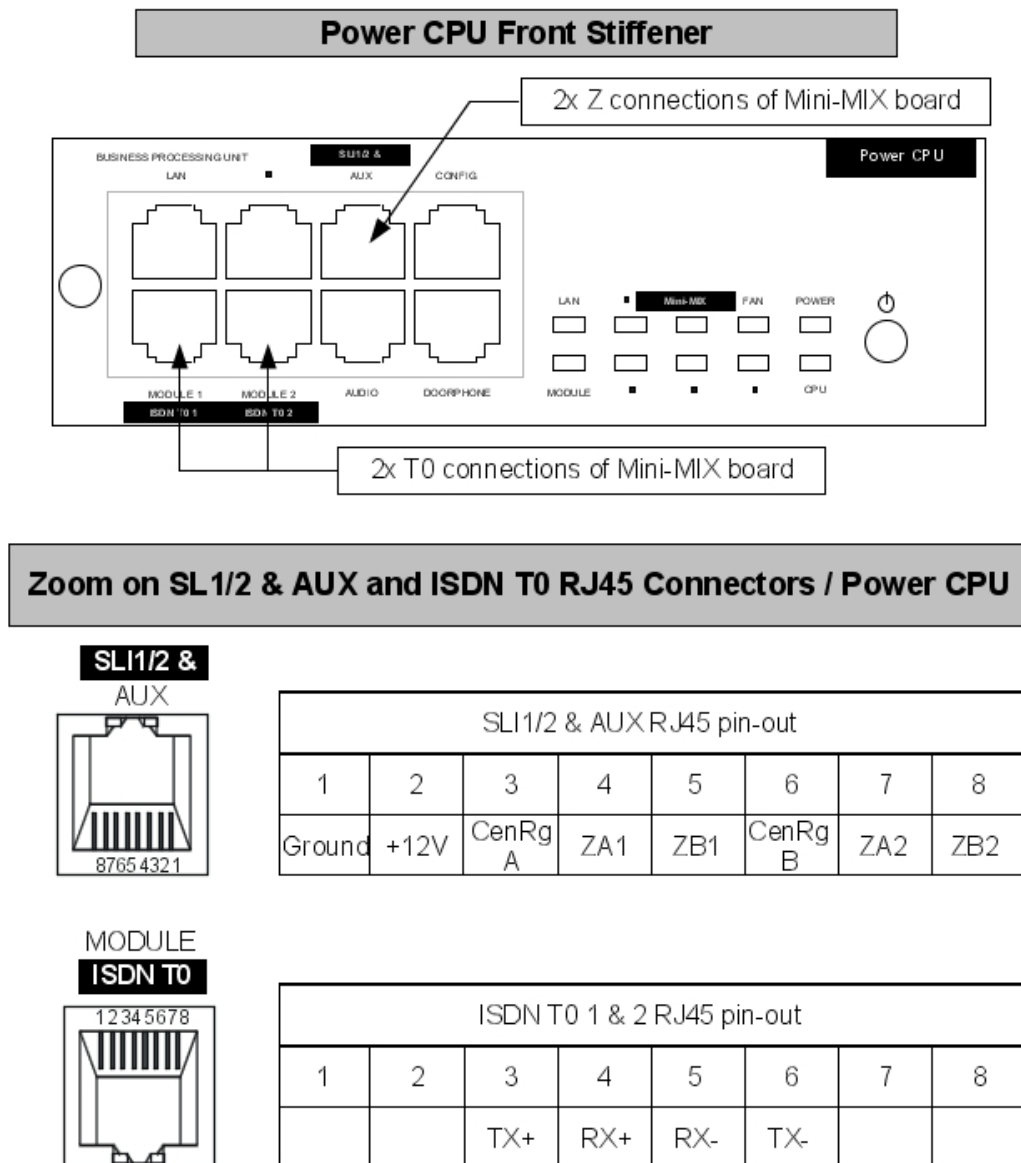 Power CPU Front Stiffener
2x Z connections of Mini-MIX board
BUSINESS PROCESSING UNIT
SLI1/2 &
Power CPU
LAN
AUX
CONFIG.
LAN
Mini-MIX
FAN
POWER
MODULE 1
MODULE 2
AUDIO
DOORPHONE
MODULE
CPU
ISDN T0 1
ISDN T0 2
2x T0 connections of Mini-MIX board
Zoom on SL1/2 & AUX and ISDN T0 RJ45 Connectors / Power CPU
SLI1/2 &
AUX
87654321
SLI1/2 & AUX RJ45 pin-out
1 2 3 4 5 6 7 8
Ground +12V CenRg A ZA1 ZB1 CenRg B ZA2 ZB2
MODULE
ISDN T0
12345678
ISDN T0 1 & 2 RJ45 pin-out
1 2 3 4 5 6 7 8
TX+ RX+ RX- TX-